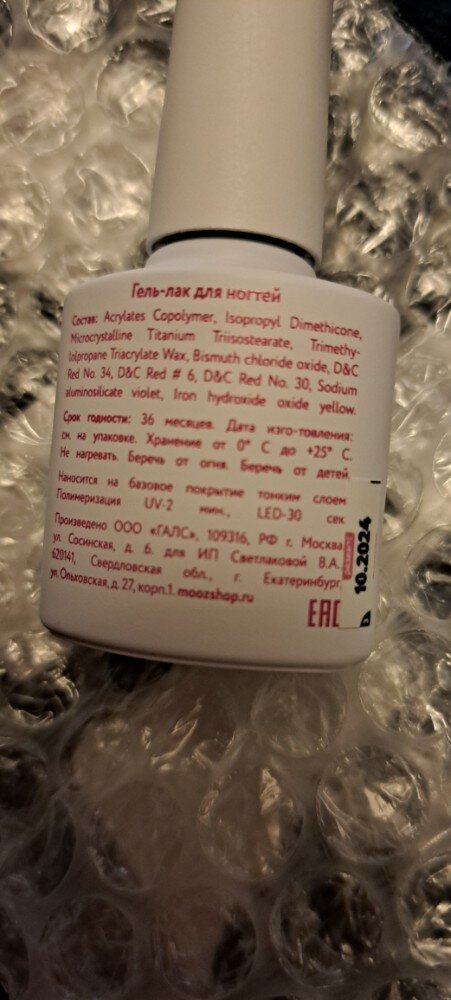 Гель-лак для ногтей
Состав: Acrylates Copolymer, Isopropyl Dimethicone,
Microcrystalline Titanium Triisostearate, Trimethy-
lolpropane Triacrylate Wax, Bismuth chloride oxide, D&C
Red No. 34, D&C Red # 6, D&C Red No. 30, Sodium
aluminosilicate violet, Iron hydroxide oxide yellow.
Срок годности: 36 месяцев. Дата изго-товления:
см. на упаковке. Хранение от 0° С до +25° С.
Не нагревать. Беречь от огня. Беречь от детей.
Наносится на базовое покрытие тонким слоем.
Полимеризация UV-2 мин., LED-30 сек.
Произведено ООО «ГАЛС», 109316, РФ г. Москва
ул. Сосинская, д. 6. для ИП Светлаковой В.А.
620141, Свердловская обл., г. Екатеринбург,
ул. Ольховская, д. 27, корп.1. moozshop.ru
EAC
10.2024